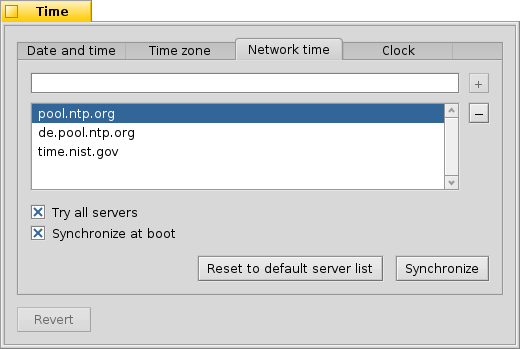 Time
Date and time Time zone Network time Clock
+
pool.ntp.org
−
de.pool.ntp.org
time.nist.gov
Try all servers
Synchronize at boot
Reset to default server list Synchronize
Revert